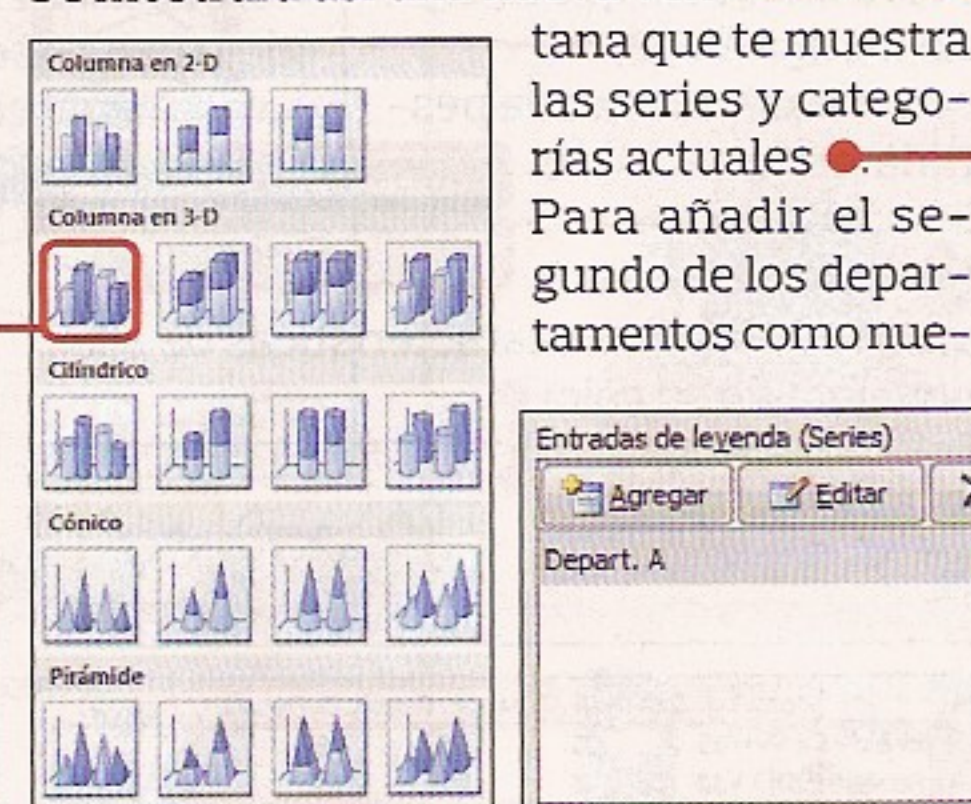 Columna en 2-D
Columna en 3-D
Cilíndrico
Cónico
Pirámide
tana que te muestra
las series y catego-
rías actuales
Para añadir el se-
gundo de los depar-
tamentos como nue-
Entradas de leyenda (Series)
Agregar
Editar
Depart. A